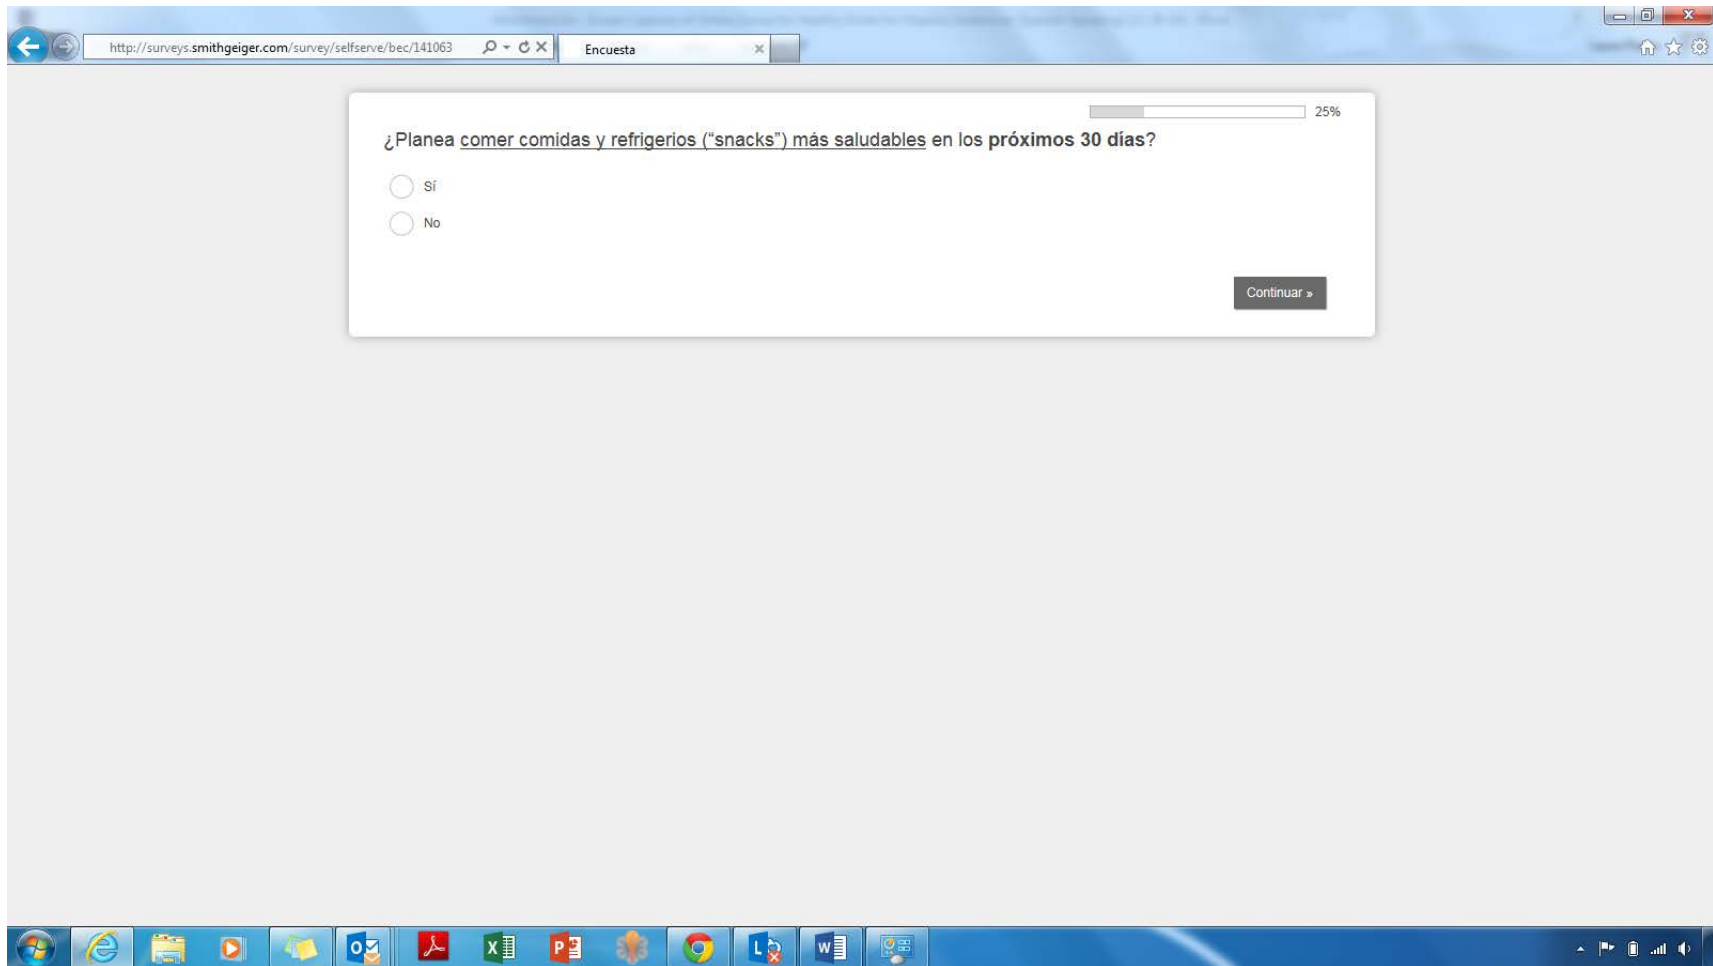 http://surveys.smithgeiger.com/survey/selfserve/bec/141063
Encuesta
25%
¿Planea comer comidas y refrigerios (“snacks”) más saludables en los próximos 30 días?
Sí
No
Continuar »